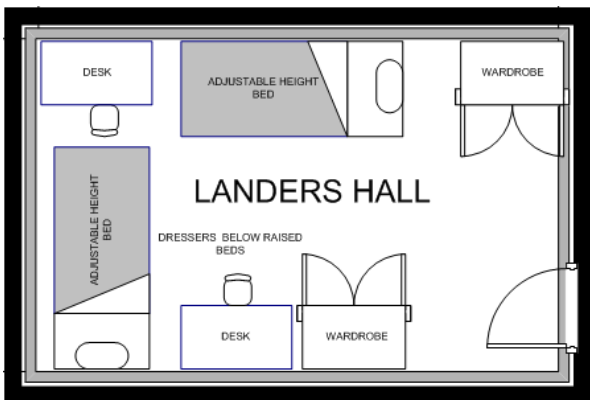 DESK
ADJUSTABLE HEIGHT
BED
WARDROBE
LANDERS HALL
ADJUSTABLE HEIGHT
BED
DRESSERS BELOW RAISED
BEDS
DESK
WARDROBE